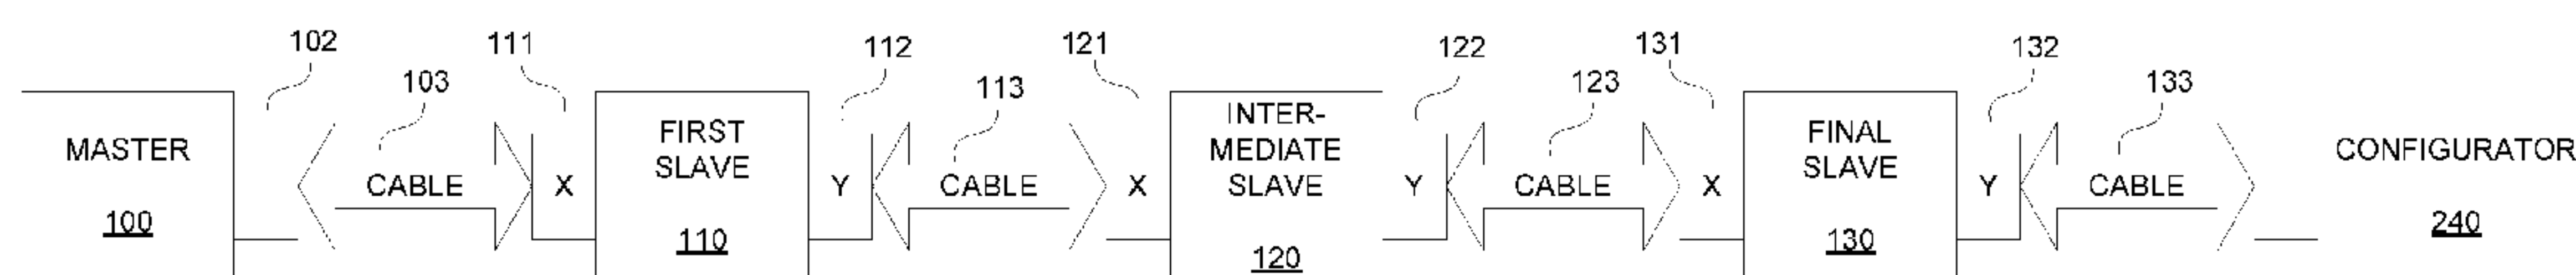 102
103
111
112
113
121
122
123
131
132
133
MASTER
100
CABLE
X
FIRST
SLAVE
110
Y
CABLE
X
INTER-
MEDIATE
SLAVE
120
Y
CABLE
X
FINAL
SLAVE
130
Y
CABLE
CONFIGURATOR
240